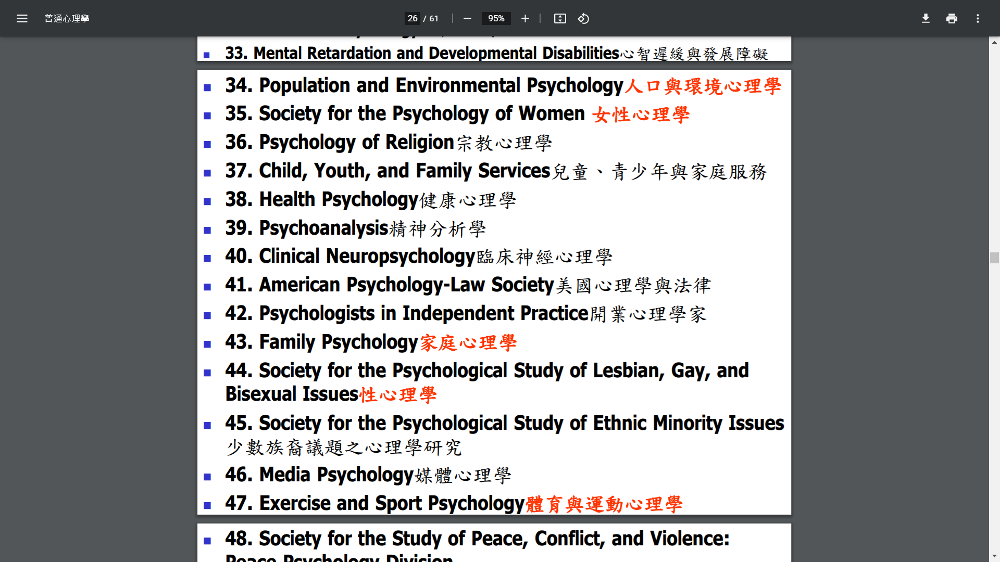 普通心理學
26 / 61
95%
33. Mental Retardation and Developmental Disabilities心智遲緩與發展障礙
34. Population and Environmental Psychology人口與環境心理學
35. Society for the Psychology of Women 女性心理學
36. Psychology of Religion宗教心理學
37. Child, Youth, and Family Services兒童、青少年與家庭服務
38. Health Psychology健康心理學
39. Psychoanalysis精神分析學
40. Clinical Neuropsychology臨床神經心理學
41. American Psychology-Law Society美國心理學與法律
42. Psychologists in Independent Practice開業心理學家
43. Family Psychology家庭心理學
44. Society for the Psychological Study of Lesbian, Gay, and
Bisexual Issues性心理學
45. Society for the Psychological Study of Ethnic Minority Issues
少數族裔議題之心理學研究
46. Media Psychology媒體心理學
47. Exercise and Sport Psychology體育與運動心理學
48. Society for the Study of Peace, Conflict, and Violence:
Peace Psychology Division